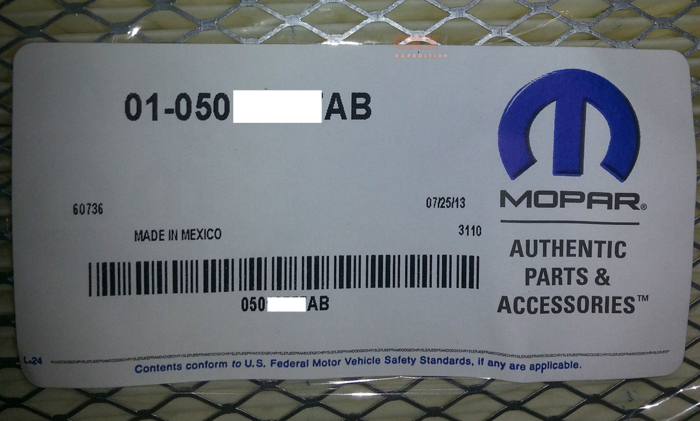 EXPEDITION
01-050 AB
60736
07/25/13
MADE IN MEXICO
3110
050 AB
MOPAR®
AUTHENTIC
PARTS &
ACCESSORIES™
L-24
Contents conform to U.S. Federal Motor Vehicle Safety Standards, if any are applicable.